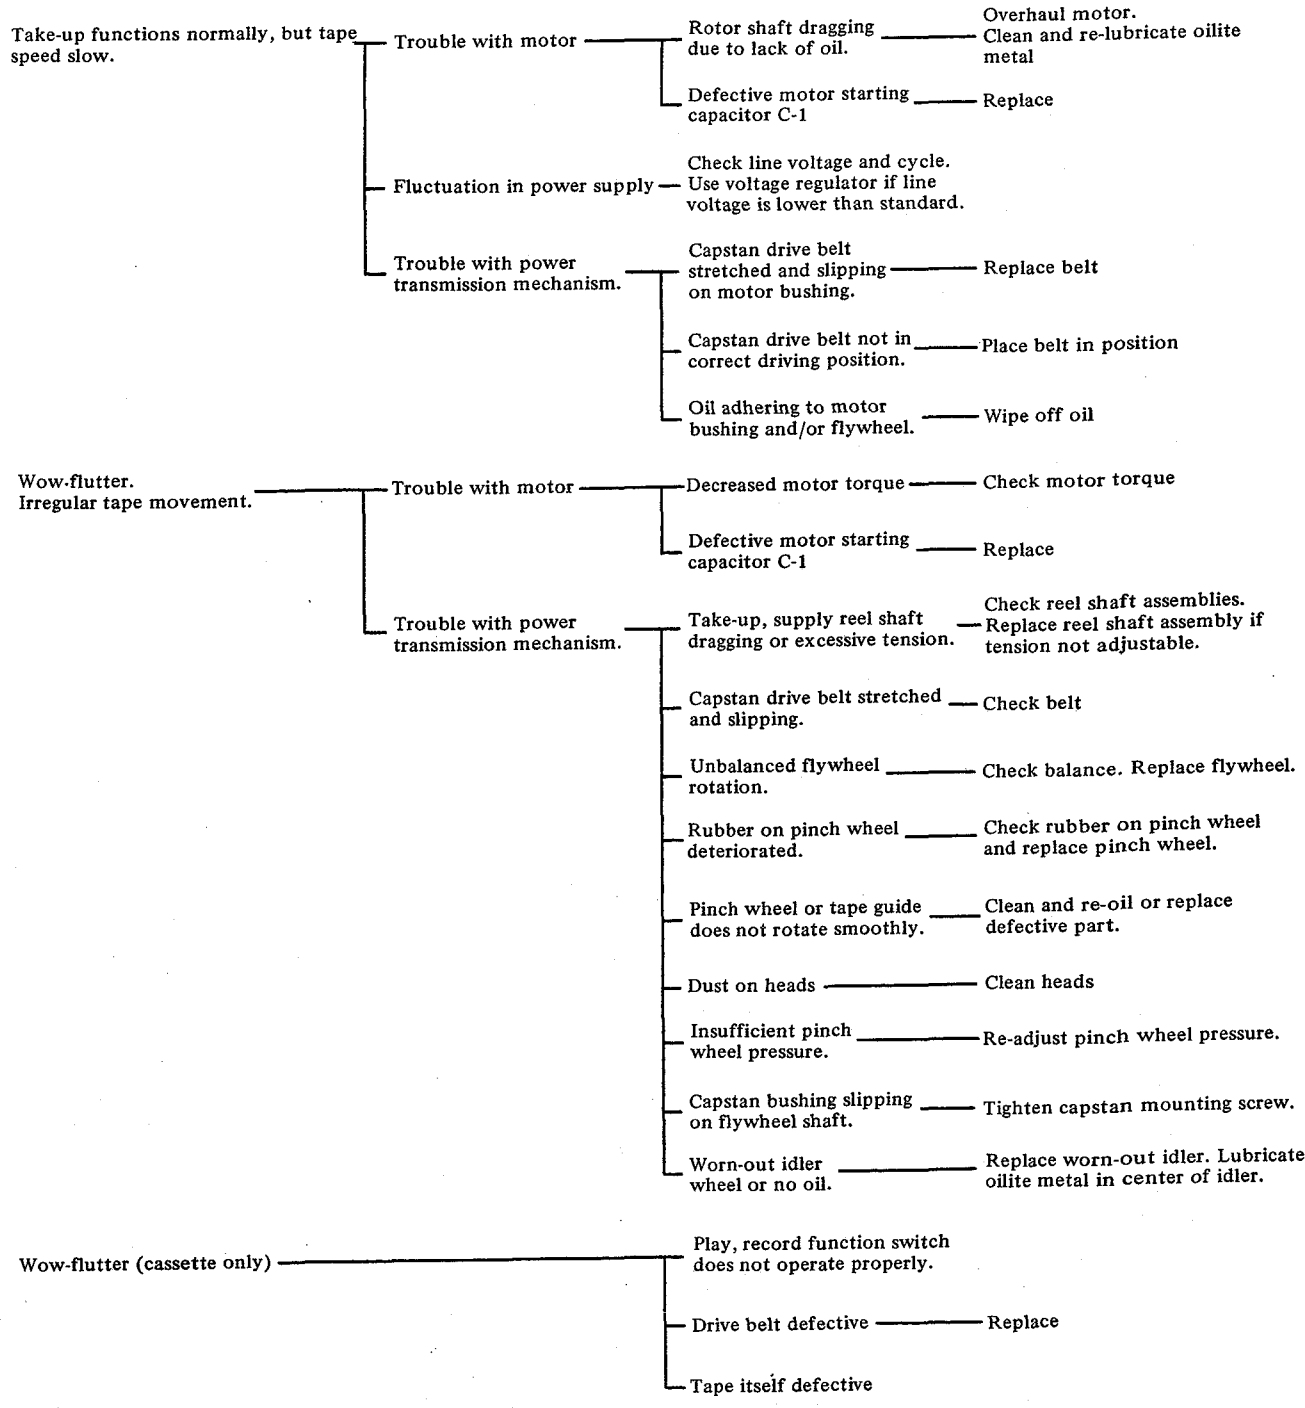 Take-up functions normally, but tape
speed slow.
Trouble with motor
Rotor shaft dragging
due to lack of oil.
Overhaul motor.
Clean and re-lubricate oilite
metal
Defective motor starting
capacitor C-1
Replace
Fluctuation in power supply
Check line voltage and cycle.
Use voltage regulator if line
voltage is lower than standard.
Trouble with power
transmission mechanism.
Capstan drive belt
stretched and slipping
on motor bushing.
Replace belt
Capstan drive belt not in
correct driving position.
Place belt in position
Oil adhering to motor
bushing and/or flywheel.
Wipe off oil
Wow-flutter.
Irregular tape movement.
Trouble with motor
Decreased motor torque
Check motor torque
Defective motor starting
capacitor C-1
Replace
Trouble with power
transmission mechanism.
Take-up, supply reel shaft
dragging or excessive tension.
Check reel shaft assemblies.
Replace reel shaft assembly if
tension not adjustable.
Capstan drive belt stretched
and slipping.
Check belt
Unbalanced flywheel
rotation.
Check balance. Replace flywheel.
Rubber on pinch wheel
deteriorated.
Check rubber on pinch wheel
and replace pinch wheel.
Pinch wheel or tape guide
does not rotate smoothly.
Clean and re-oil or replace
defective part.
Dust on heads
Clean heads
Insufficient pinch
wheel pressure.
Re-adjust pinch wheel pressure.
Capstan bushing slipping
on flywheel shaft.
Tighten capstan mounting screw.
Worn-out idler
wheel or no oil.
Replace worn-out idler. Lubricate
oilite metal in center of idler.
Wow-flutter (cassette only)
Play, record function switch
does not operate properly.
Drive belt defective
Replace
Tape itself defective